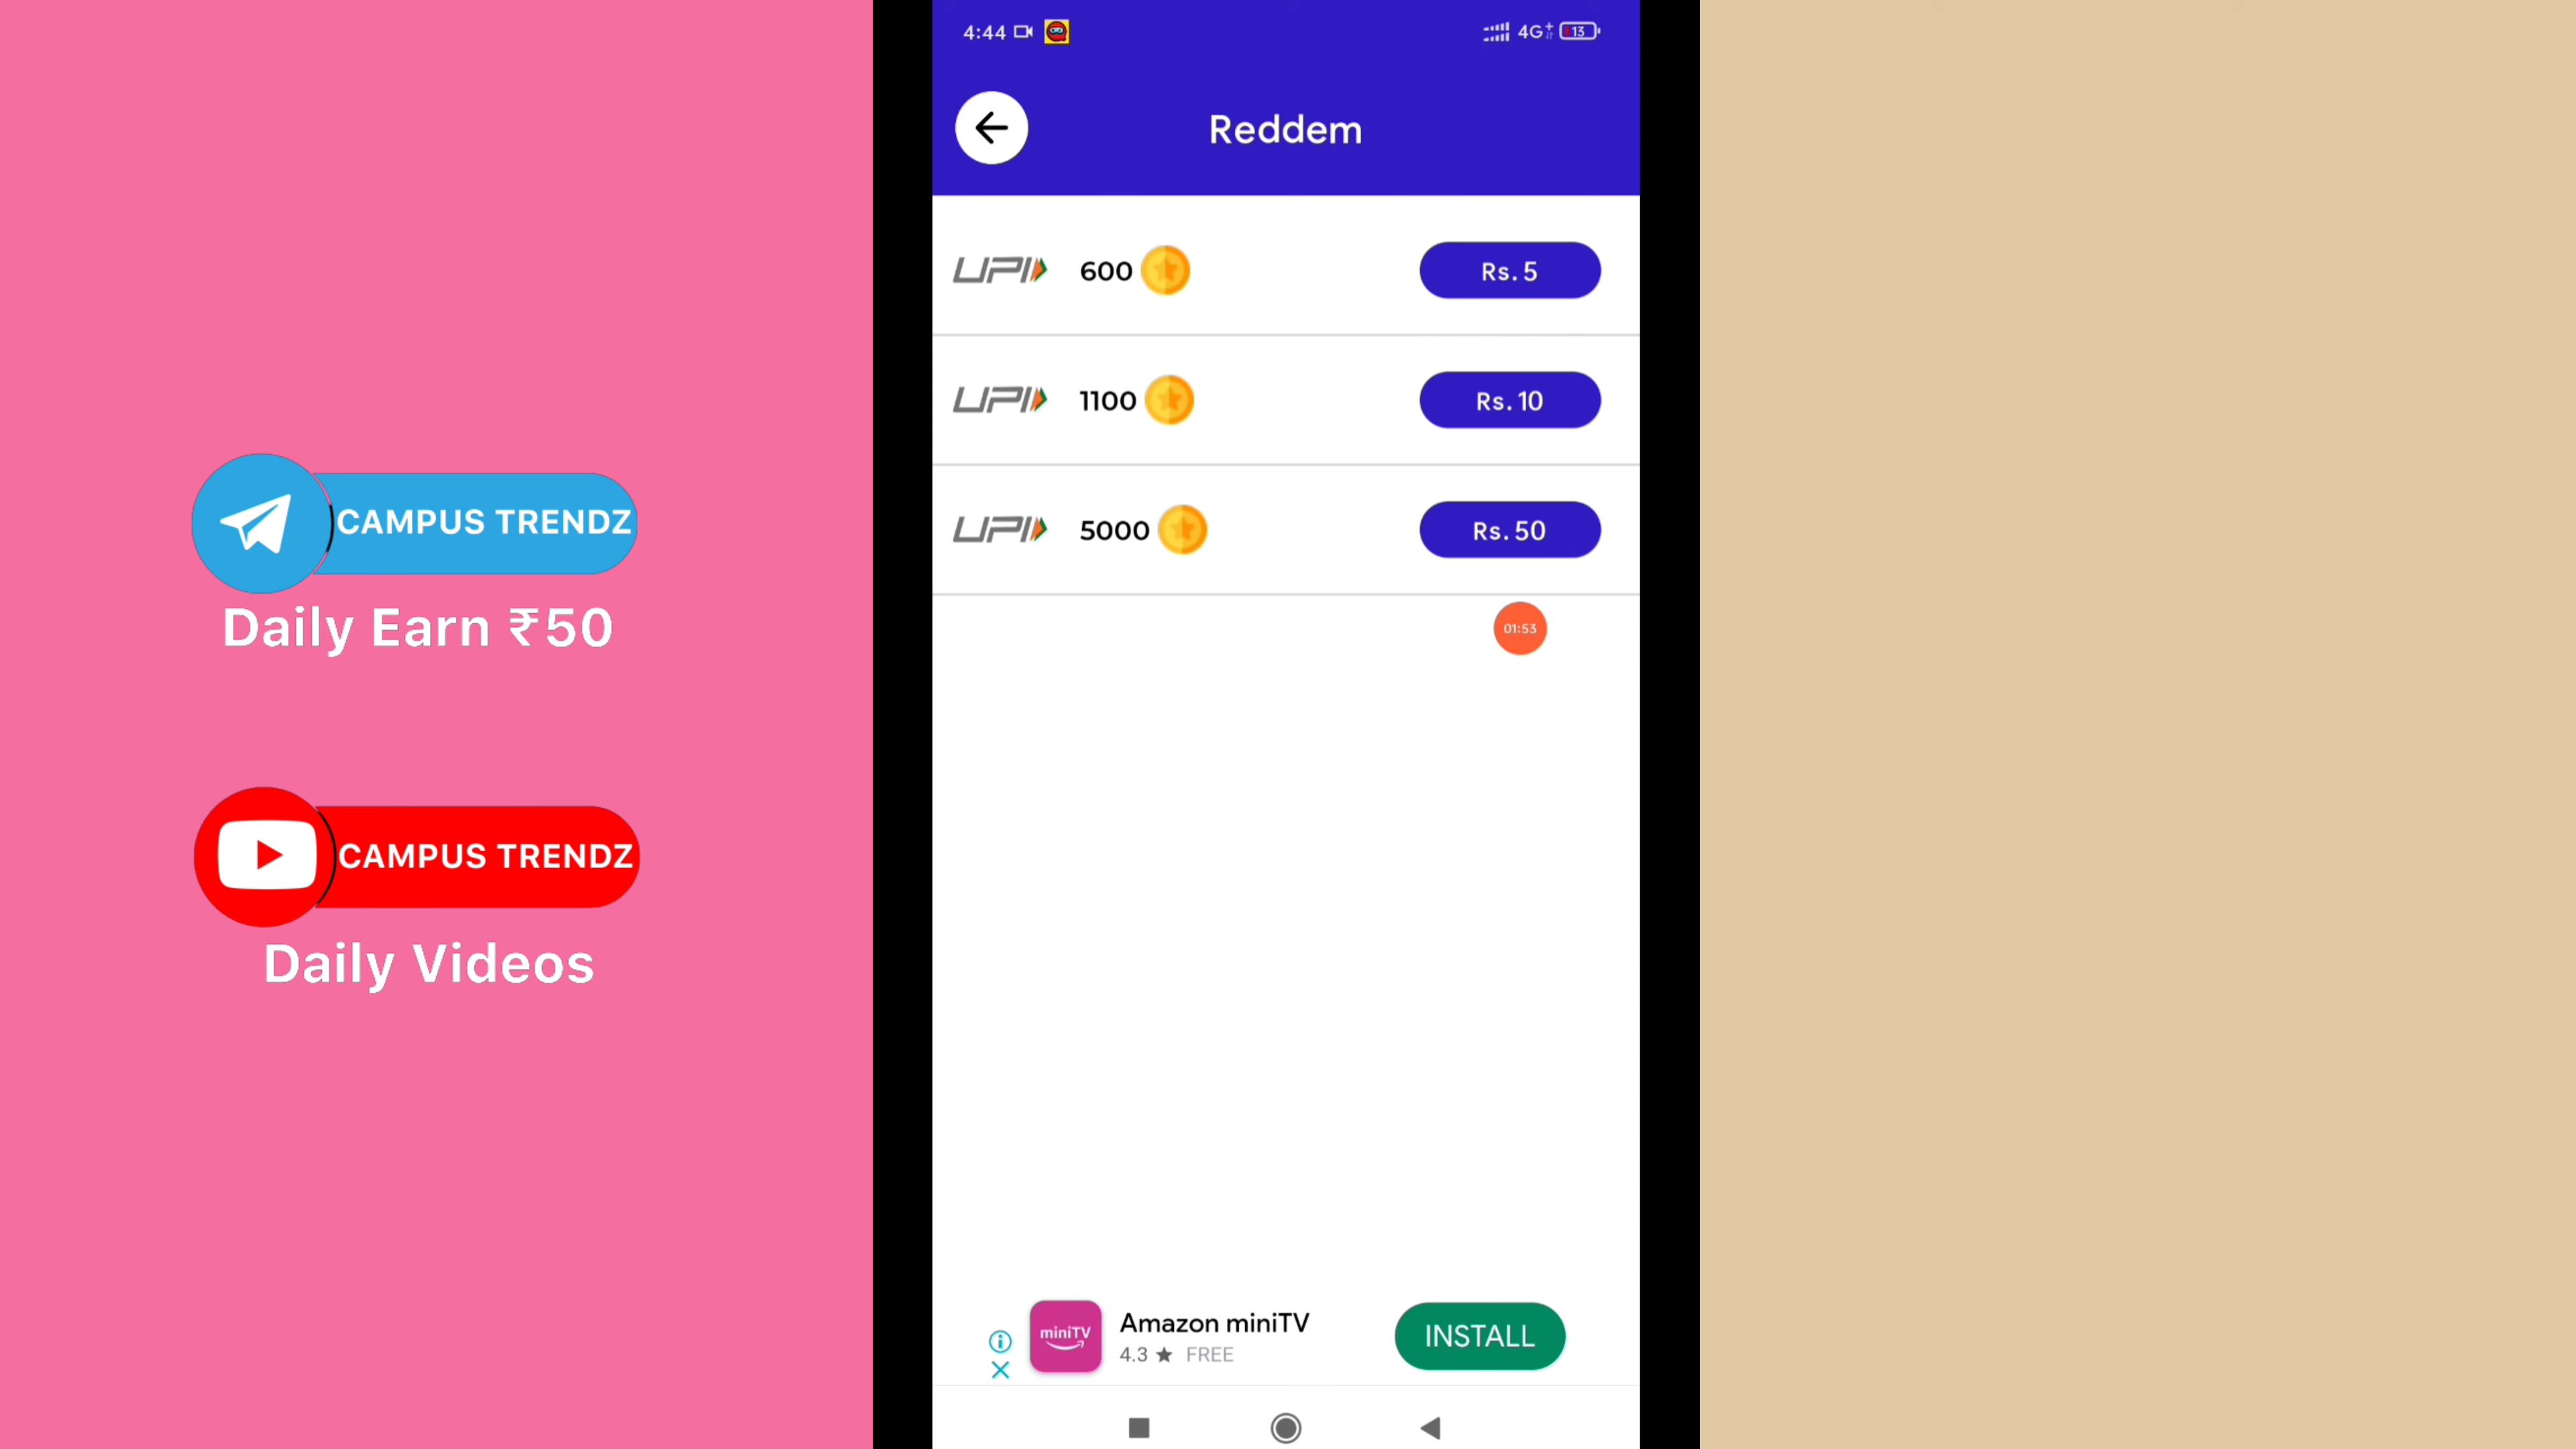 4:44
4G+
13
Reddem
UPI 600 Rs. 5
UPI 1100 Rs. 10
UPI 5000 Rs. 50
01:53
CAMPUS TRENDZ
Daily Earn ₹50
CAMPUS TRENDZ
Daily Videos
miniTV
Amazon miniTV
4.3 ★ FREE
INSTALL